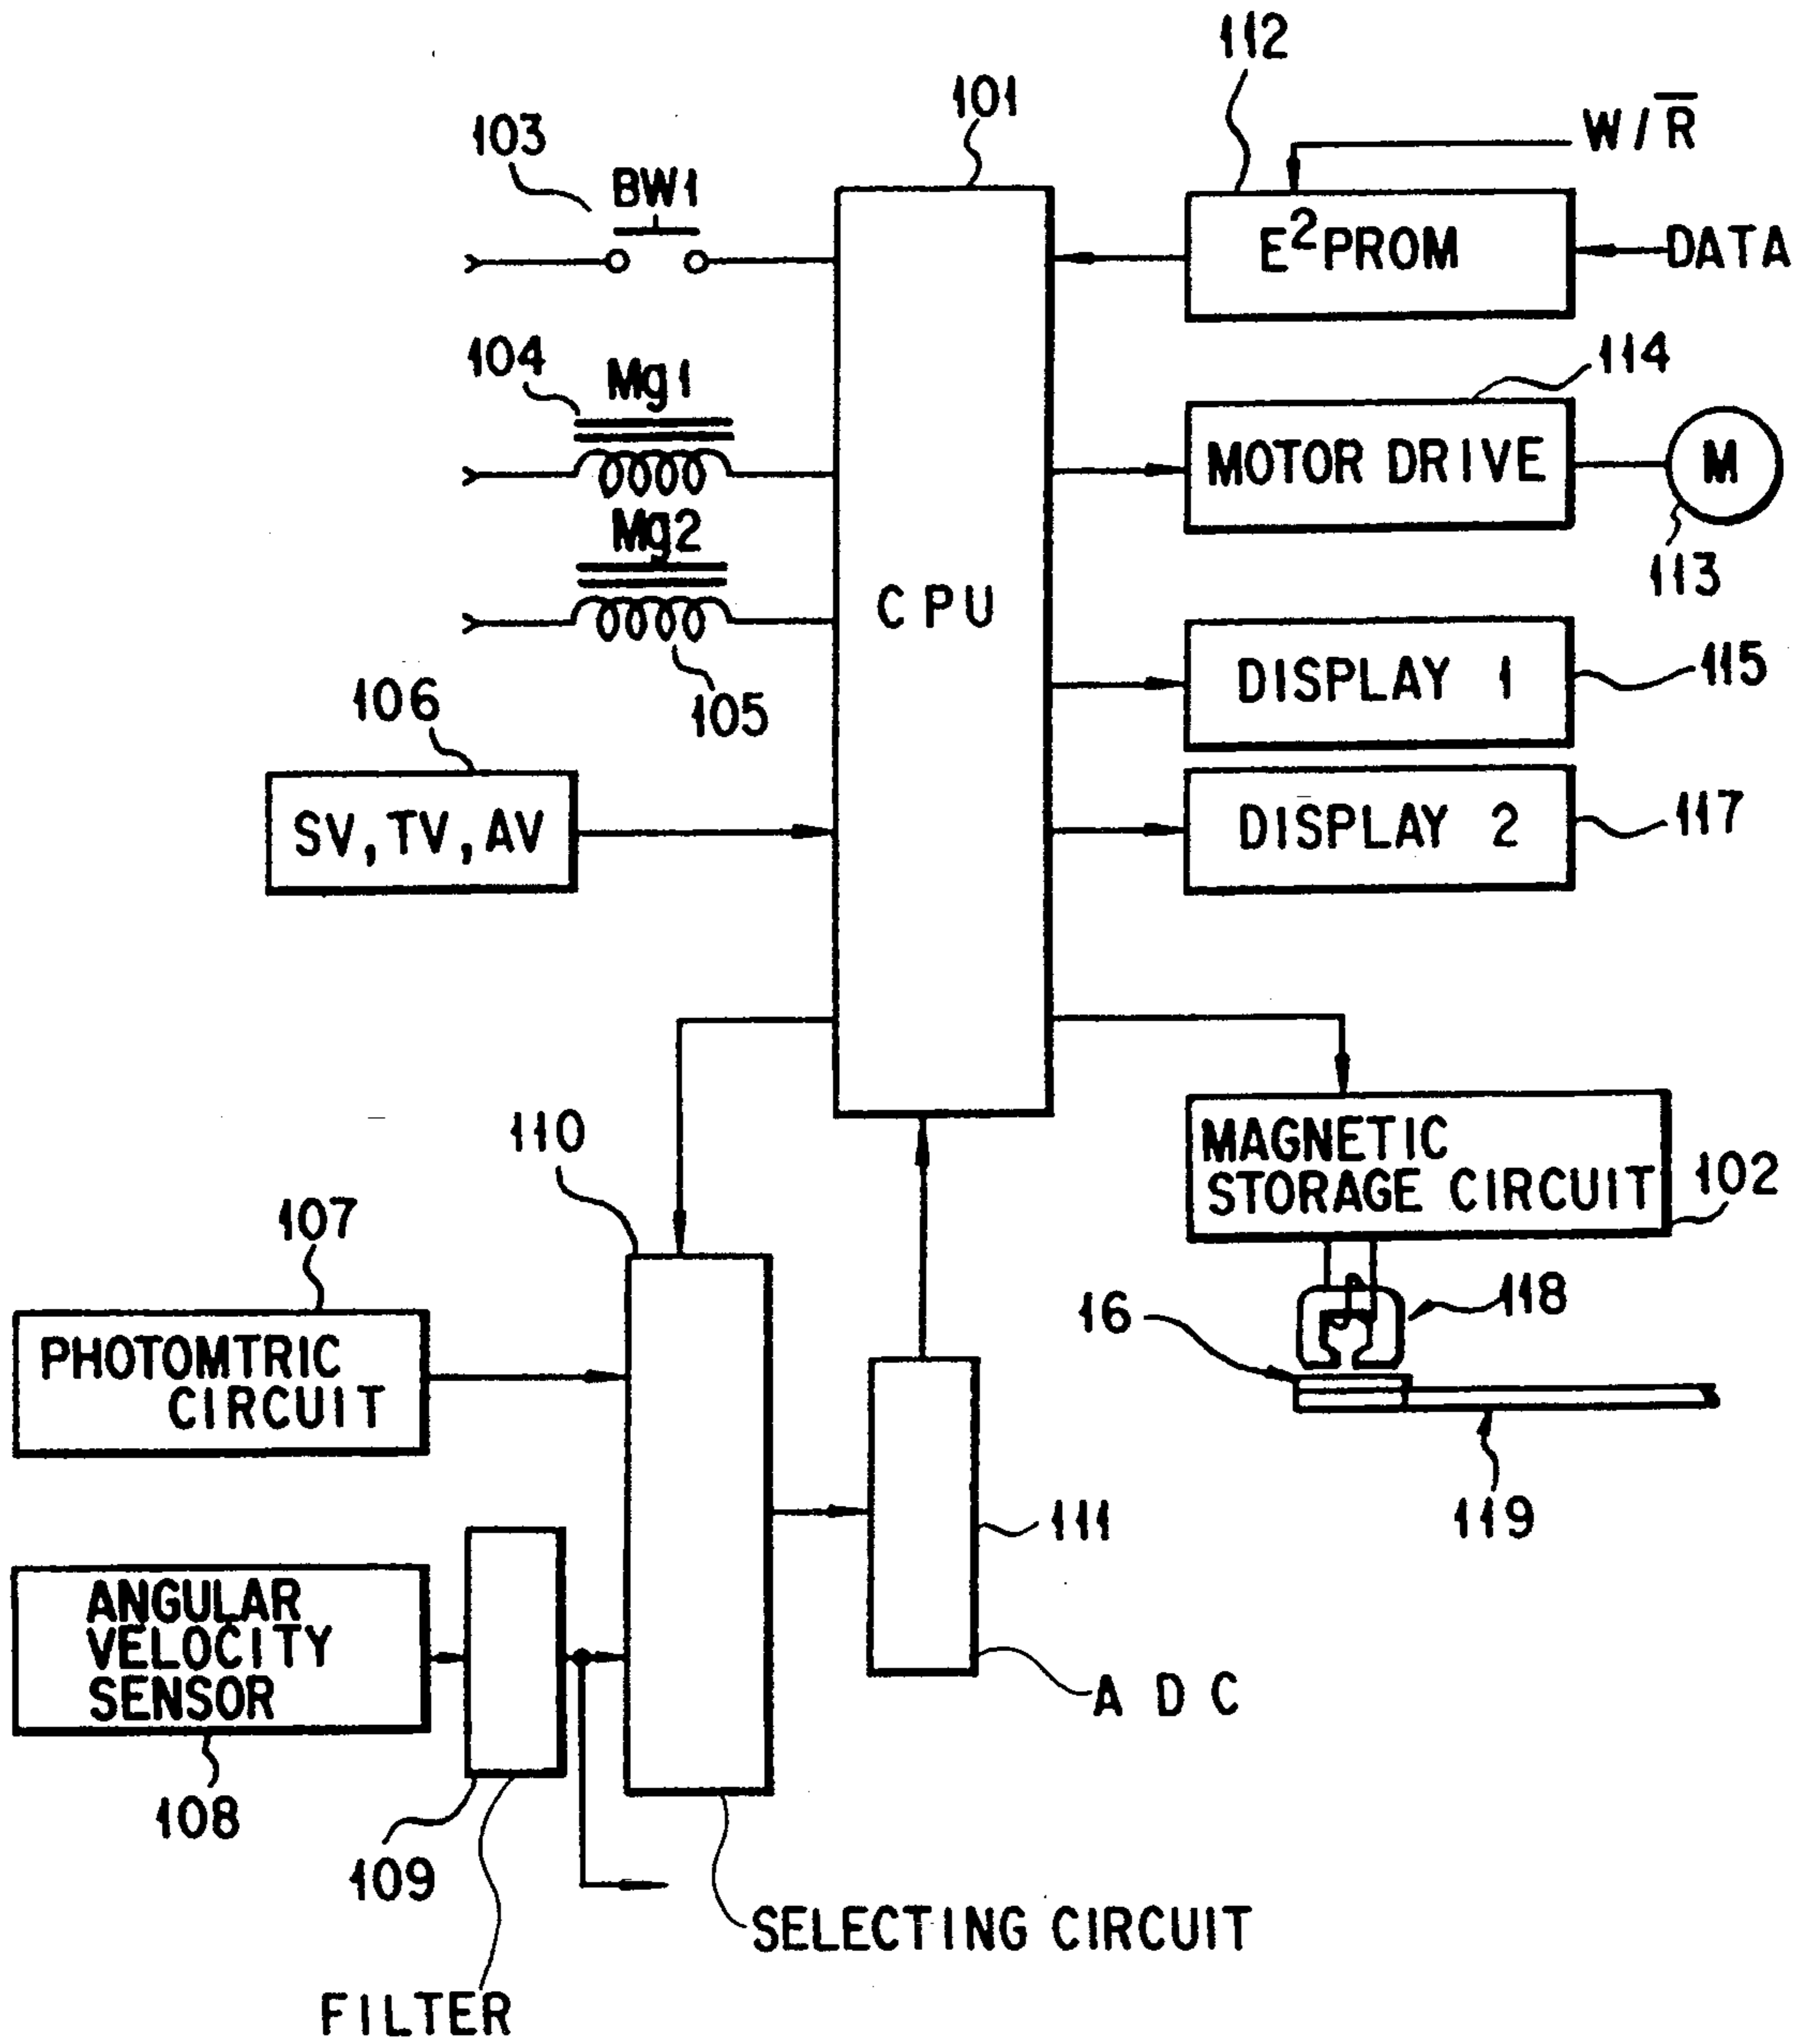 112
101
W/R̅
103
BW1
E²PROM
DATA
104
Mg1
114
MOTOR DRIVE
M
Mg2
113
CPU
105
106
DISPLAY 1
115
SV, TV, AV
DISPLAY 2
117
110
MAGNETIC
STORAGE CIRCUIT
102
107
16
118
PHOTOMTRIC
CIRCUIT
111
119
ANGULAR
VELOCITY
SENSOR
ADC
108
109
SELECTING CIRCUIT
FILTER